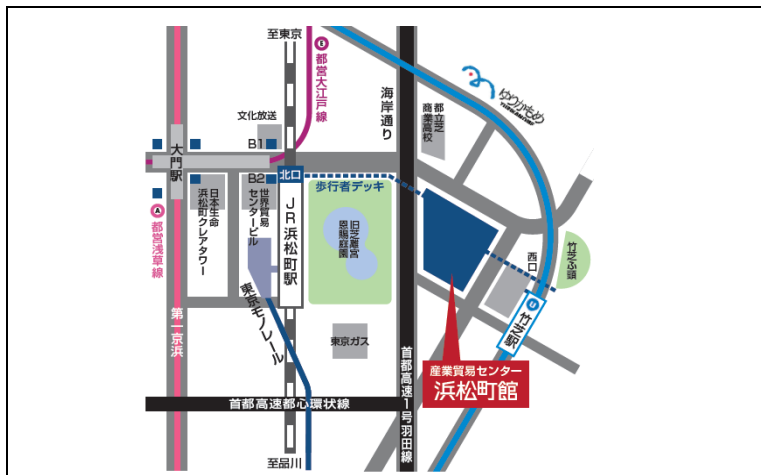 至東京
E
都営大江戸線
海岸通り
ゆりかもめ
YURIKAMOME
都立芝
商業高校
文化放送
B1
大門駅
B2
北口
歩行者デッキ
A
都営浅草線
日本生命
浜松町クレアタワー
世界貿易
センタービル
JR浜松町駅
旧芝離宮
恩賜庭園
西口
竹芝ふ頭
U
竹芝駅
東京モノレール
第一京浜
東京ガス
首都高速1号羽田線
産業貿易センター
浜松町館
首都高速都心環状線
至品川